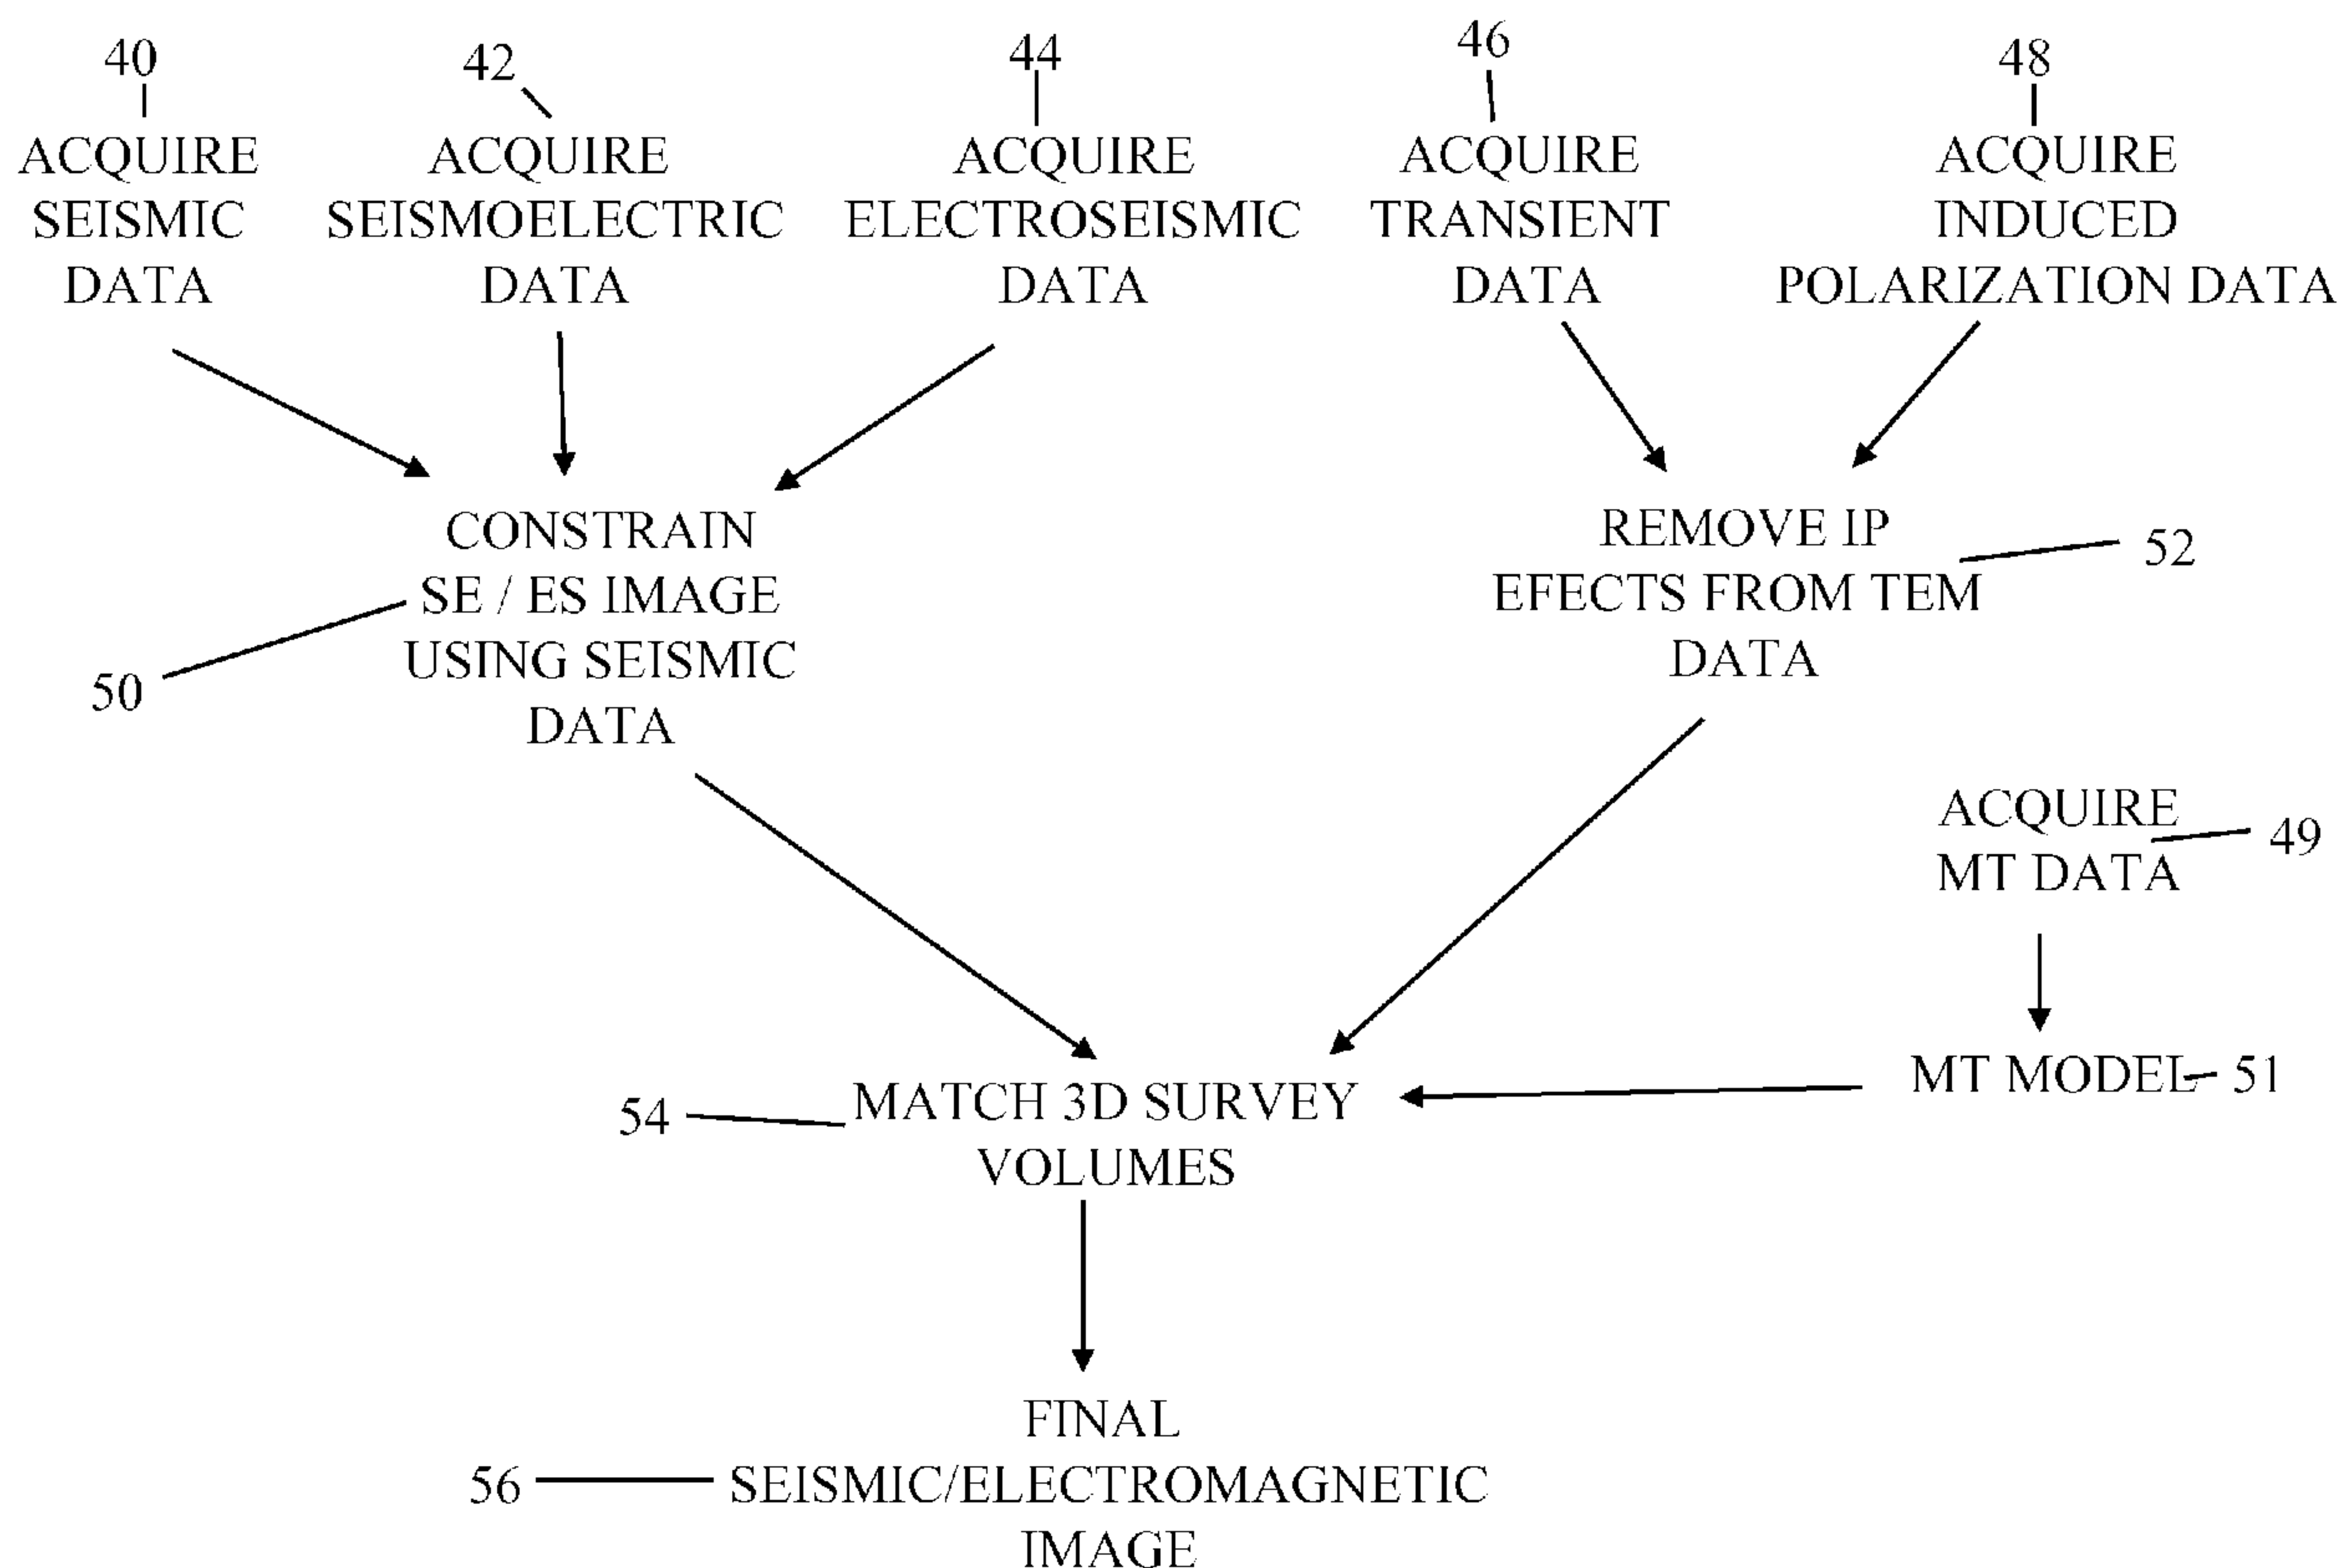 40
42
44
46
48
ACQUIRE
SEISMIC
DATA
ACQUIRE
SEISMOELECTRIC
DATA
ACQUIRE
ELECTROSEISMIC
DATA
ACQUIRE
TRANSIENT
DATA
ACQUIRE
INDUCED
POLARIZATION DATA
CONSTRAIN
SE / ES IMAGE
USING SEISMIC
DATA
50
REMOVE IP
EFECTS FROM TEM
DATA
52
ACQUIRE
MT DATA
49
MT MODEL
51
54
MATCH 3D SURVEY
VOLUMES
56
FINAL
SEISMIC/ELECTROMAGNETIC
IMAGE